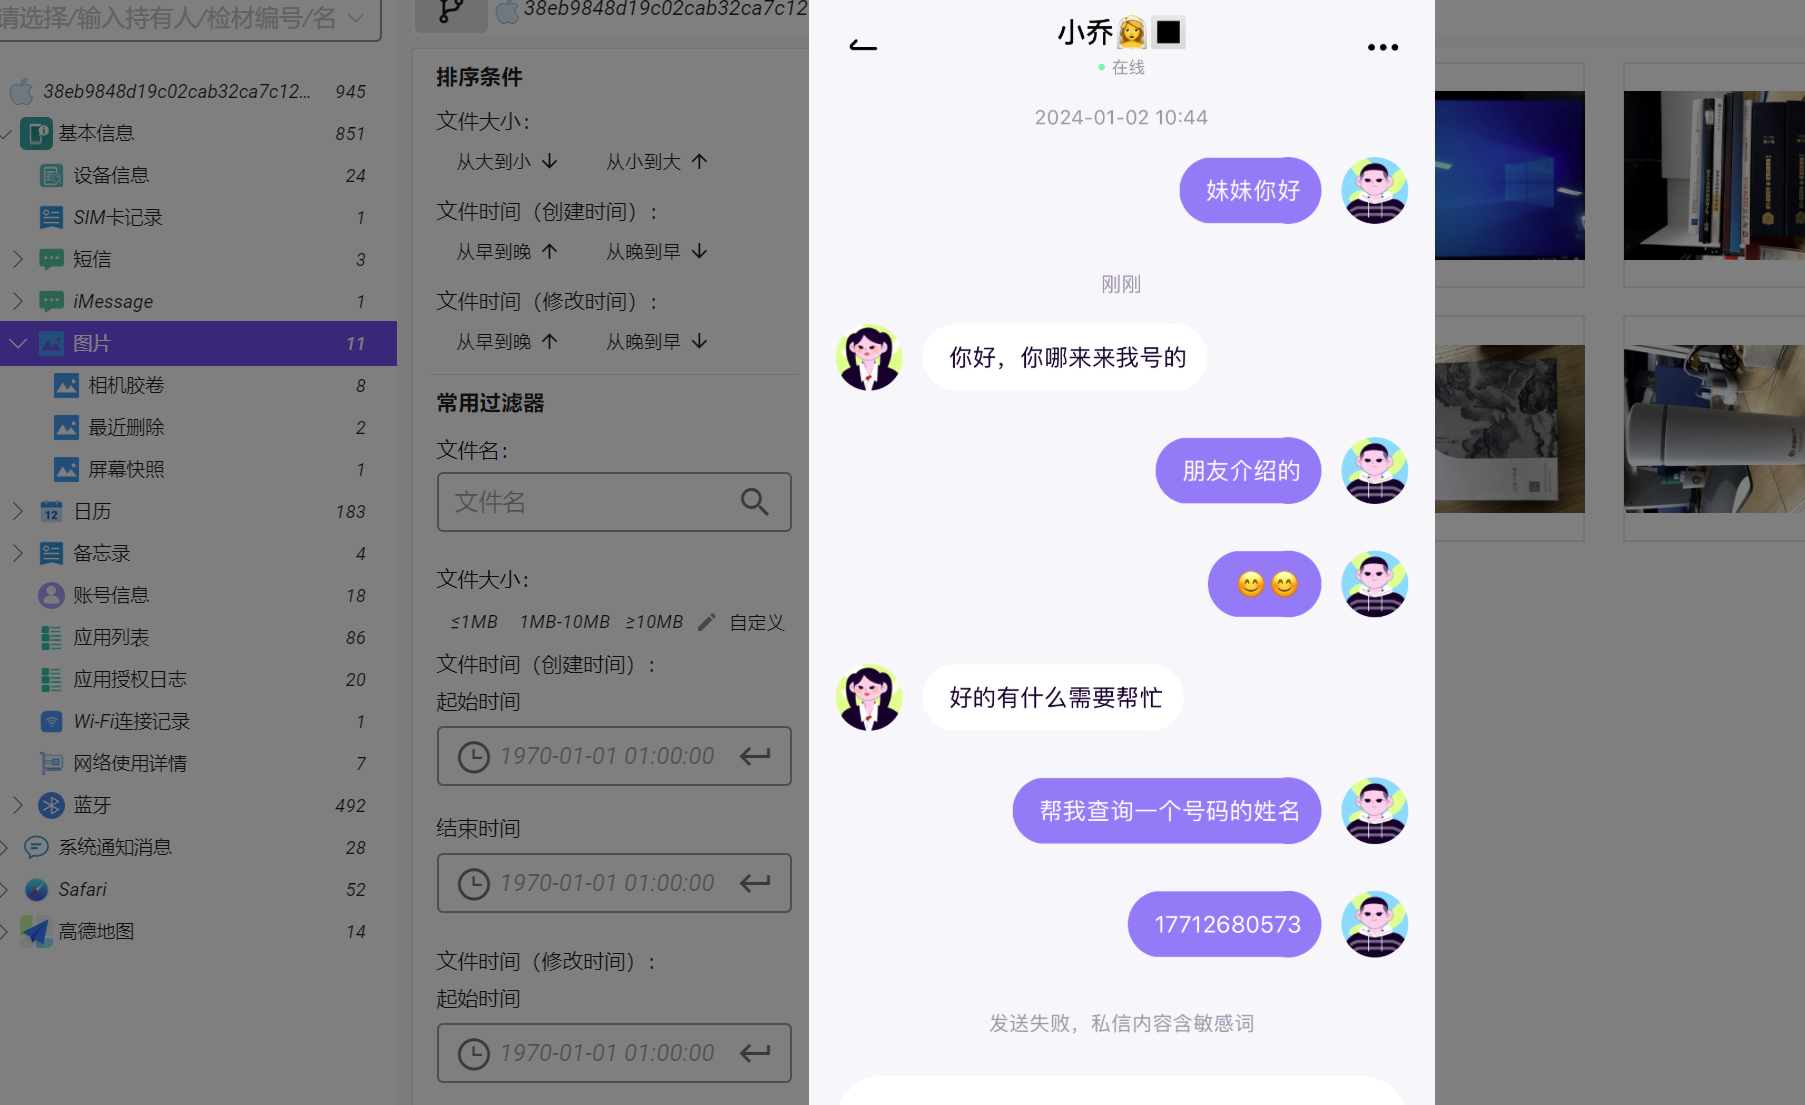 请选择/输入持有人/检材编号/名
38eb9848d19c02cab32ca7c12... 945
基本信息 851
设备信息 24
SIM卡记录 1
短信 3
iMessage 1
图片 11
相机胶卷 8
最近删除 2
屏幕快照 1
日历 183
备忘录 4
账号信息 18
应用列表 86
应用授权日志 20
Wi-Fi连接记录 1
网络使用详情 7
蓝牙 492
系统通知消息 28
Safari 52
高德地图 14
38eb9848d19c02cab32ca7c12
排序条件
文件大小：
从大到小 ↓ 从小到大 ↑
文件时间（创建时间）：
从早到晚 ↑ 从晚到早 ↓
文件时间（修改时间）：
从早到晚 ↑ 从晚到早 ↓
常用过滤器
文件名：
文件名
文件大小：
≤1MB 1MB-10MB ≥10MB 自定义
文件时间（创建时间）：
起始时间
1970-01-01 01:00:00
结束时间
1970-01-01 01:00:00
文件时间（修改时间）：
起始时间
1970-01-01 01:00:00
小乔👰
在线
2024-01-02 10:44
妹妹你好
刚刚
你好，你哪来来我号的
朋友介绍的
😊😊
好的有什么需要帮忙
帮我查询一个号码的姓名
17712680573
发送失败，私信内容含敏感词